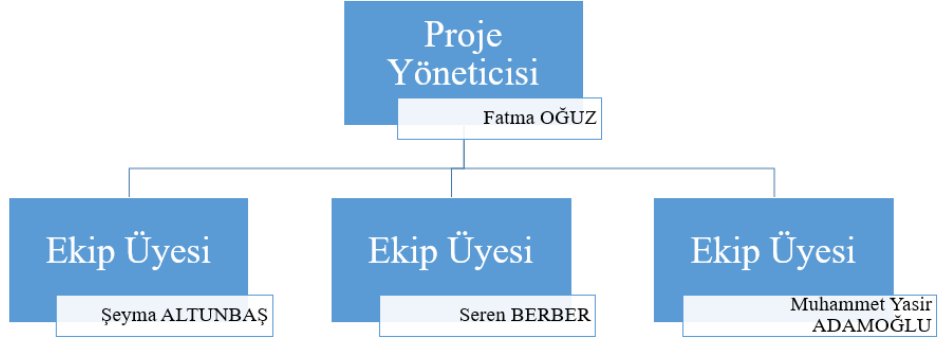 Proje
Yöneticisi
Fatma OĞUZ
Ekip Üyesi
Şeyma ALTUNBAŞ
Ekip Üyesi
Seren BERBER
Ekip Üyesi
Muhammet Yasir
ADAMOĞLU